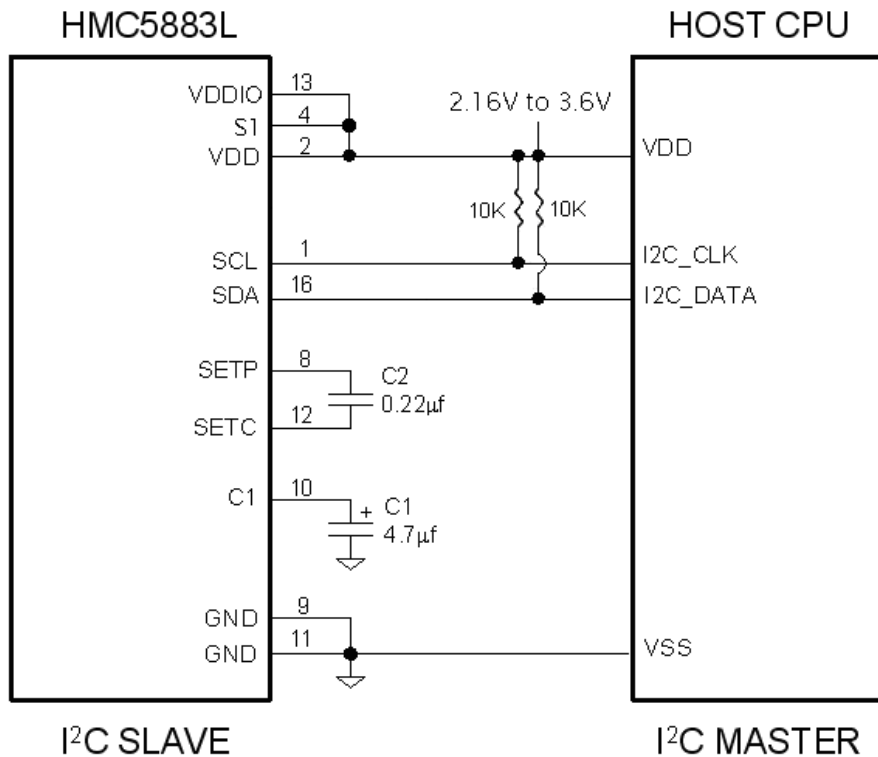 HMC5883L
HOST CPU
VDDIO
13
S1
4
VDD
2
2.16V to 3.6V
VDD
10K
10K
SCL
1
I2C_CLK
SDA
16
I2C_DATA
SETP
8
C2
0.22µf
SETC
12
C1
10
+
C1
4.7µf
GND
9
GND
11
VSS
I²C SLAVE
I²C MASTER